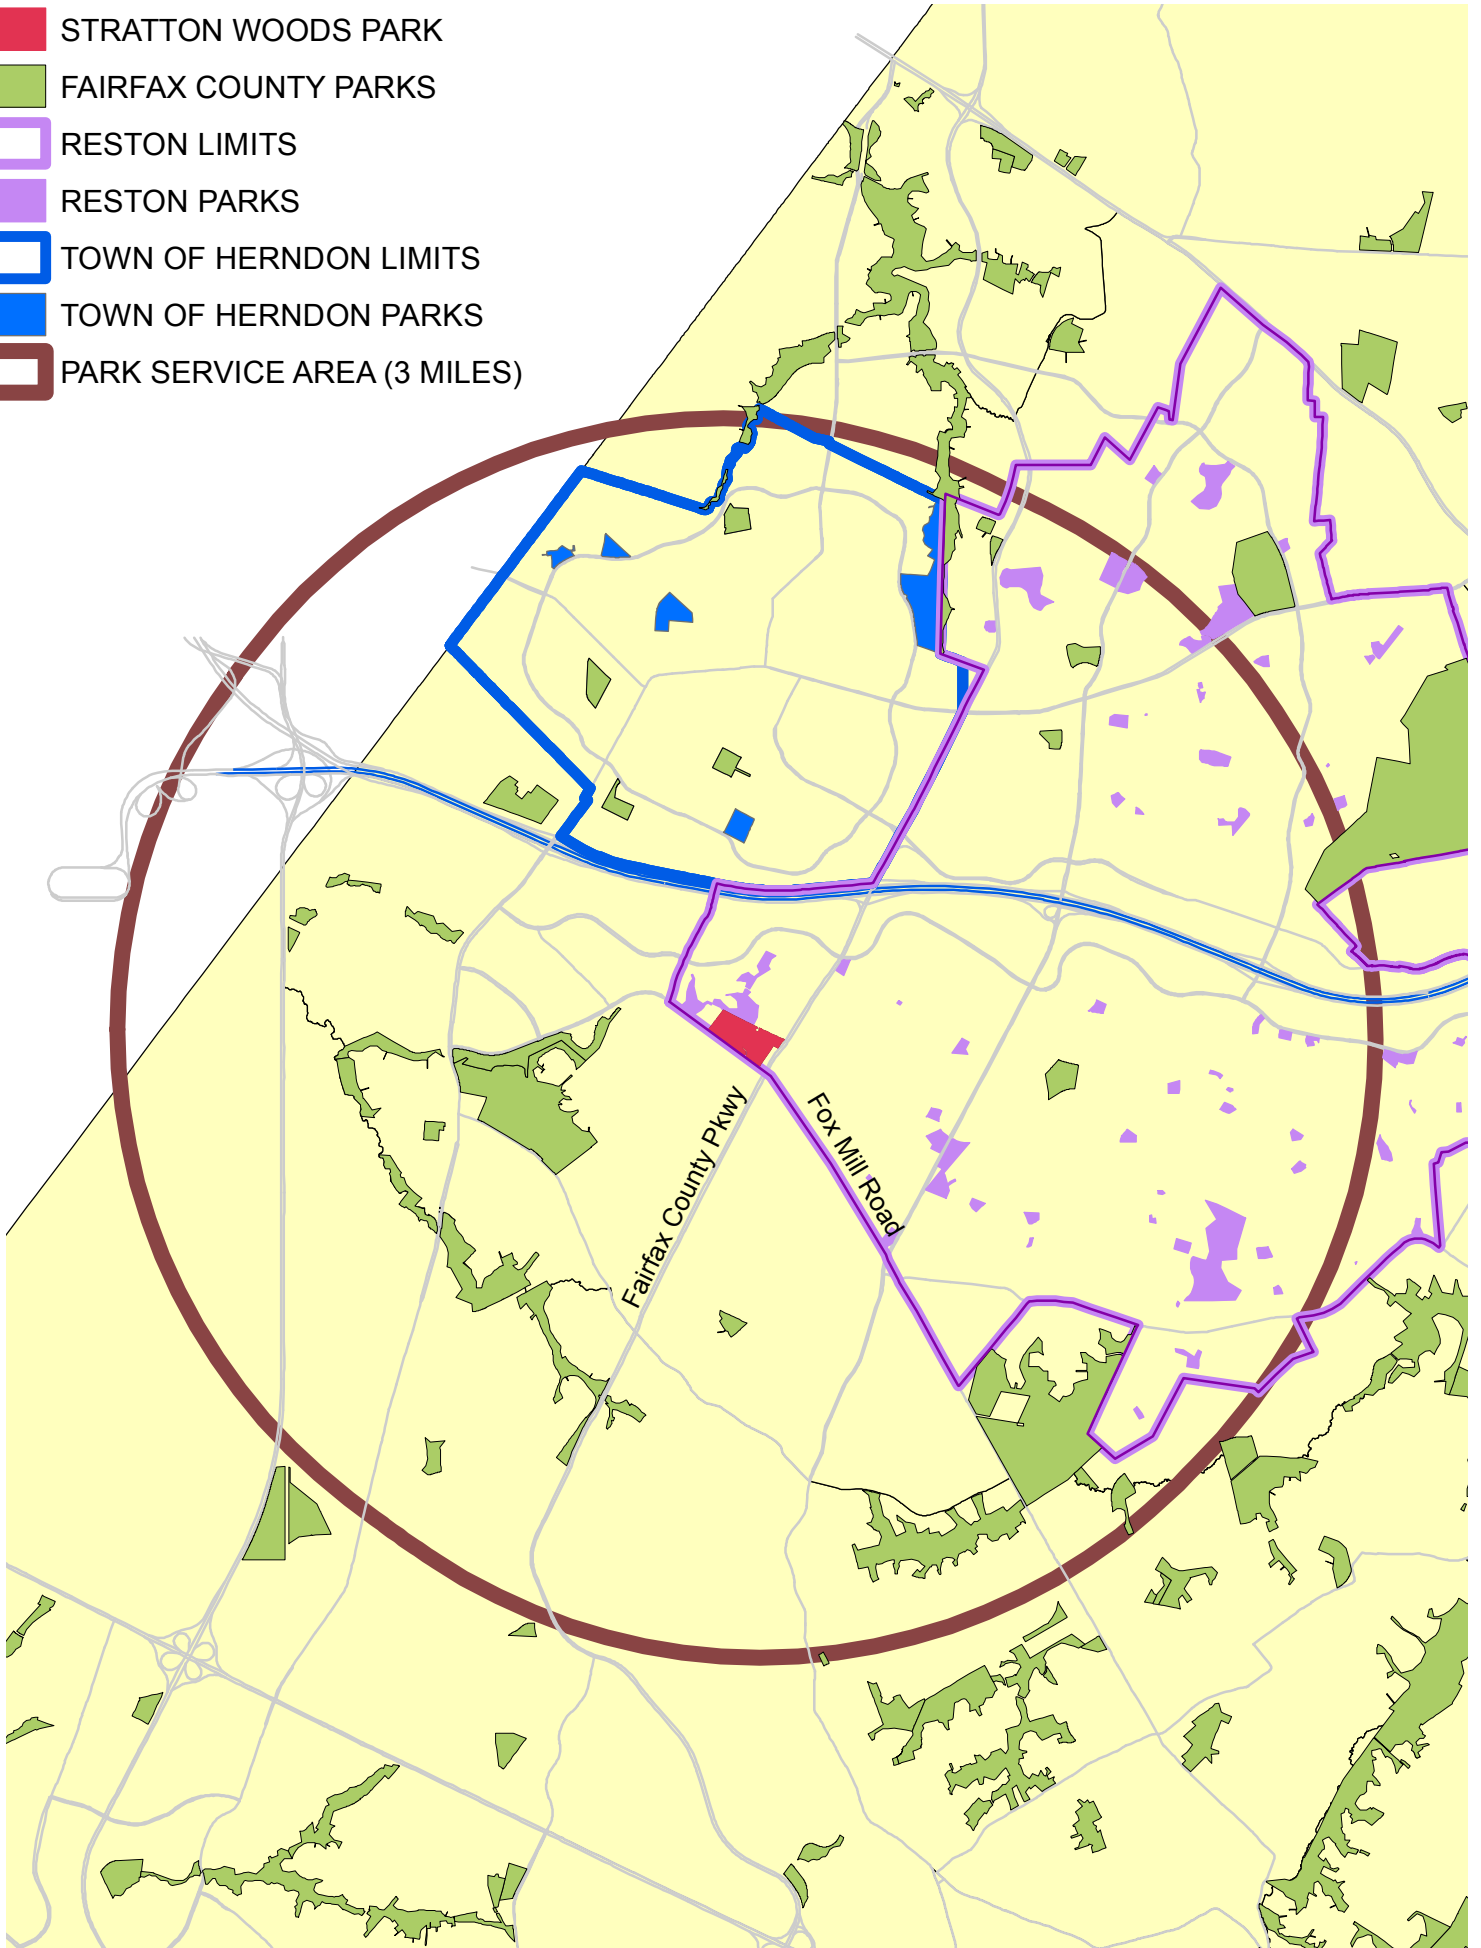 STRATTON WOODS PARK
FAIRFAX COUNTY PARKS
RESTON LIMITS
RESTON PARKS
TOWN OF HERNDON LIMITS
TOWN OF HERNDON PARKS
PARK SERVICE AREA (3 MILES)
Fairfax County Pkwy
Fox Mill Road